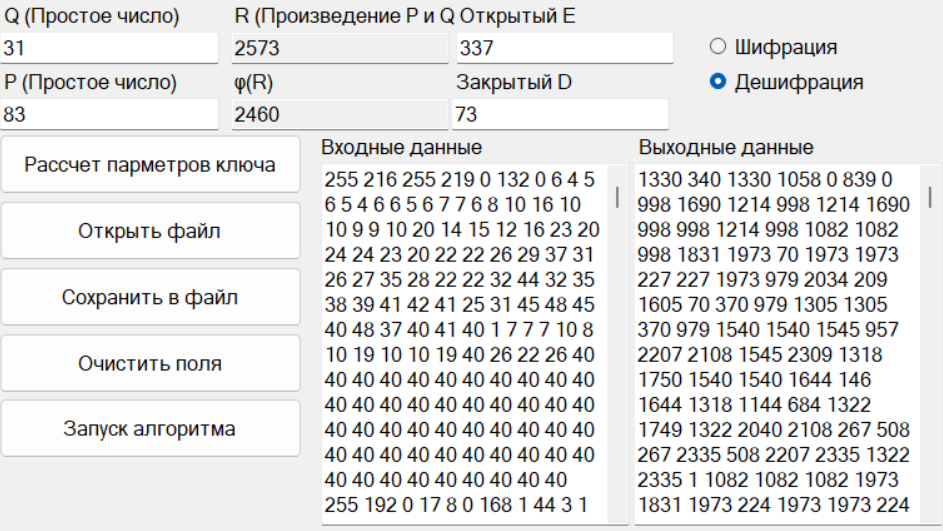 Q (Простое число)
R (Произведение P и Q
Открытый E
31
2573
337
Шифрация
P (Простое число)
φ(R)
Закрытый D
Дешифрация
83
2460
73
Рассчет парметров ключа
Открыть файл
Сохранить в файл
Очистить поля
Запуск алгоритма
Входные данные
255 216 255 219 0 132 0 6 4 5
6 5 4 6 6 5 6 7 7 6 8 10 16 10
10 9 9 10 20 14 15 12 16 23 20
24 24 23 20 22 22 26 29 37 31
26 27 35 28 22 22 32 44 32 35
38 39 41 42 41 25 31 45 48 45
40 48 37 40 41 40 1 7 7 7 10 8
10 19 10 10 19 40 26 22 26 40
40 40 40 40 40 40 40 40 40 40
40 40 40 40 40 40 40 40 40 40
40 40 40 40 40 40 40 40 40 40
40 40 40 40 40 40 40 40 40 40
40 40 40 40 40 40 40 40 40
255 192 0 17 8 0 168 1 44 3 1
Выходные данные
1330 340 1330 1058 0 839 0
998 1690 1214 998 1214 1690
998 998 1214 998 1082 1082
998 1831 1973 70 1973 1973
227 227 1973 979 2034 209
1605 70 370 979 1305 1305
370 979 1540 1540 1545 957
2207 2108 1545 2309 1318
1750 1540 1540 1644 146
1644 1318 1144 684 1322
1749 1322 2040 2108 267 508
267 2335 508 2207 2335 1322
2335 1 1082 1082 1082 1973
1831 1973 224 1973 1973 224